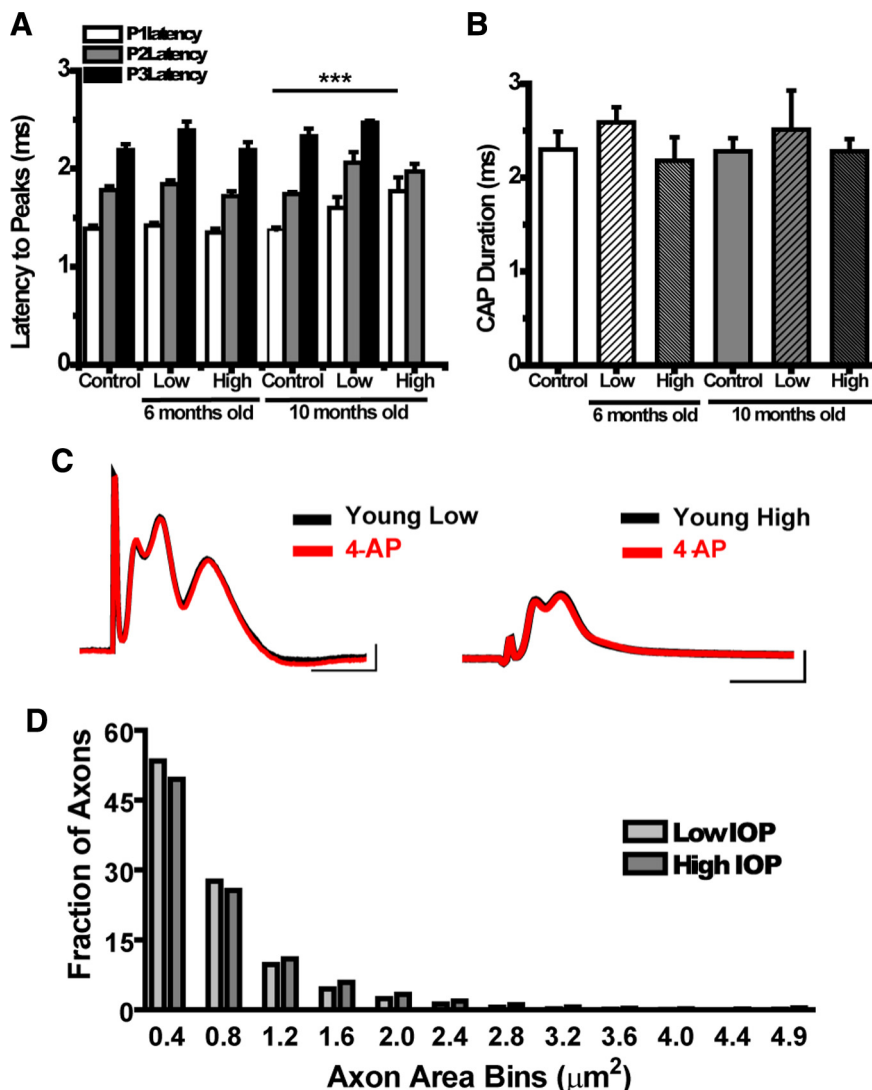 A
P1latency
P2Latency
P3Latency
***
3
2
1
0
Latency to Peaks (ms)
Control Low High Control Low High
6 months old 10 months old
B
3
2
1
0
CAP Duration (ms)
Control Low High Control Low High
6 months old 10 months old
C
Young Low
4-AP
Young High
4-AP
D
60
45
30
15
0
Fraction of Axons
Low IOP
High IOP
0.4 0.8 1.2 1.6 2.0 2.4 2.8 3.2 3.6 4.0 4.4 4.9
Axon Area Bins (μm²)